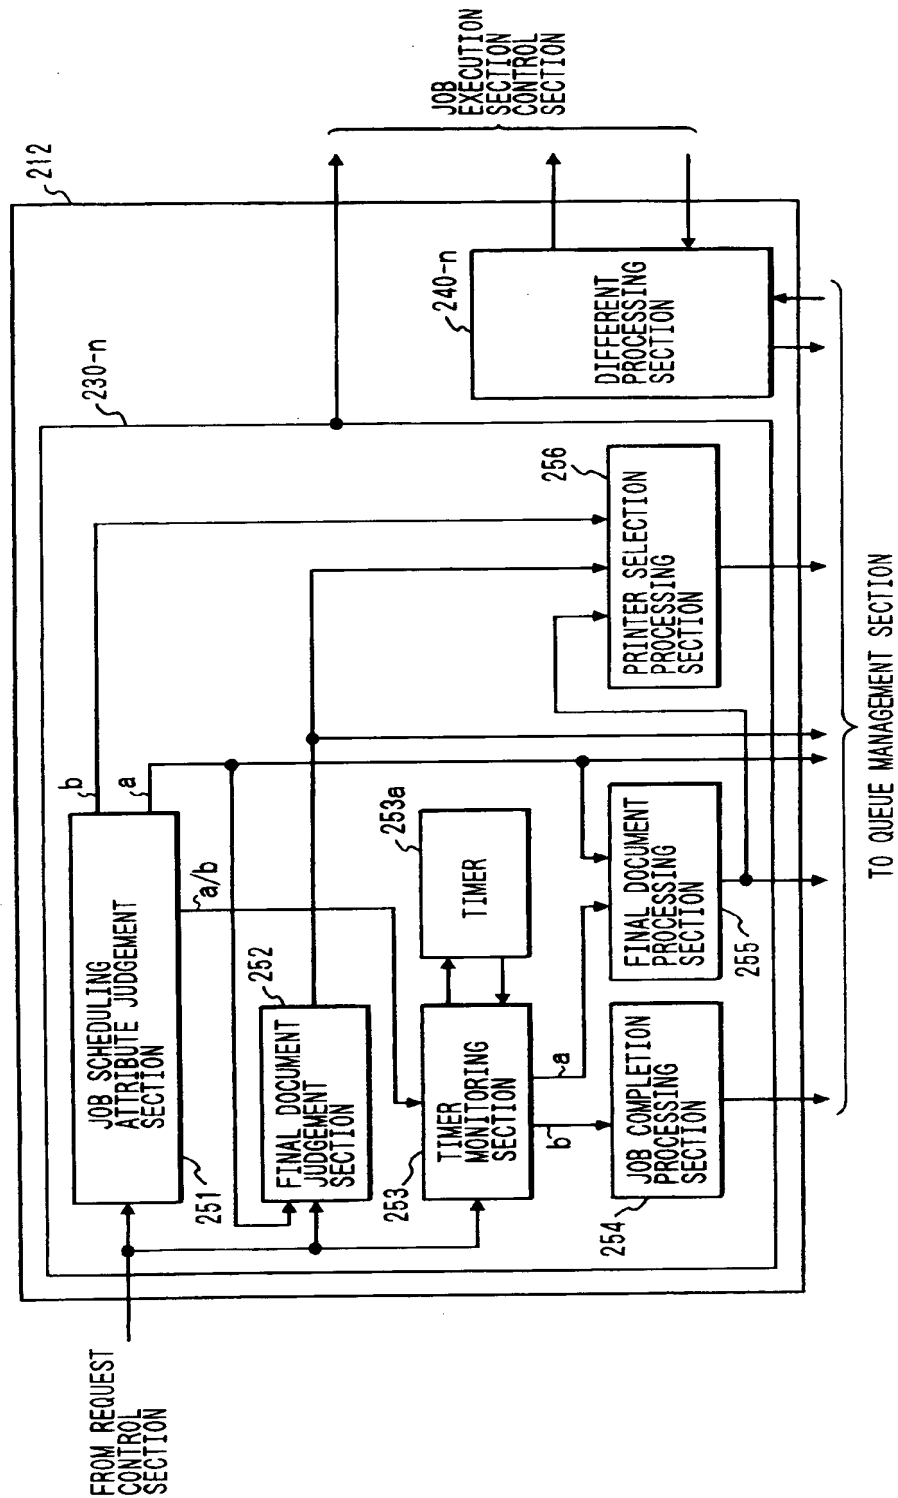 212
230-n
JOB SCHEDULING
ATTRIBUTE JUDGEMENT
SECTION
251
b
a
a/b
FROM REQUEST
CONTROL
SECTION
FINAL DOCUMENT
JUDGEMENT
SECTION
252
TIMER
MONITORING
SECTION
253
TIMER
253a
b
a
JOB COMPLETION
PROCESSING
SECTION
254
FINAL DOCUMENT
PROCESSING
SECTION
255
PRINTER SELECTION
PROCESSING
SECTION
256
DIFFERENT
PROCESSING
SECTION
240-n
JOB
EXECUTION
SECTION
CONTROL
SECTION
TO QUEUE MANAGEMENT SECTION